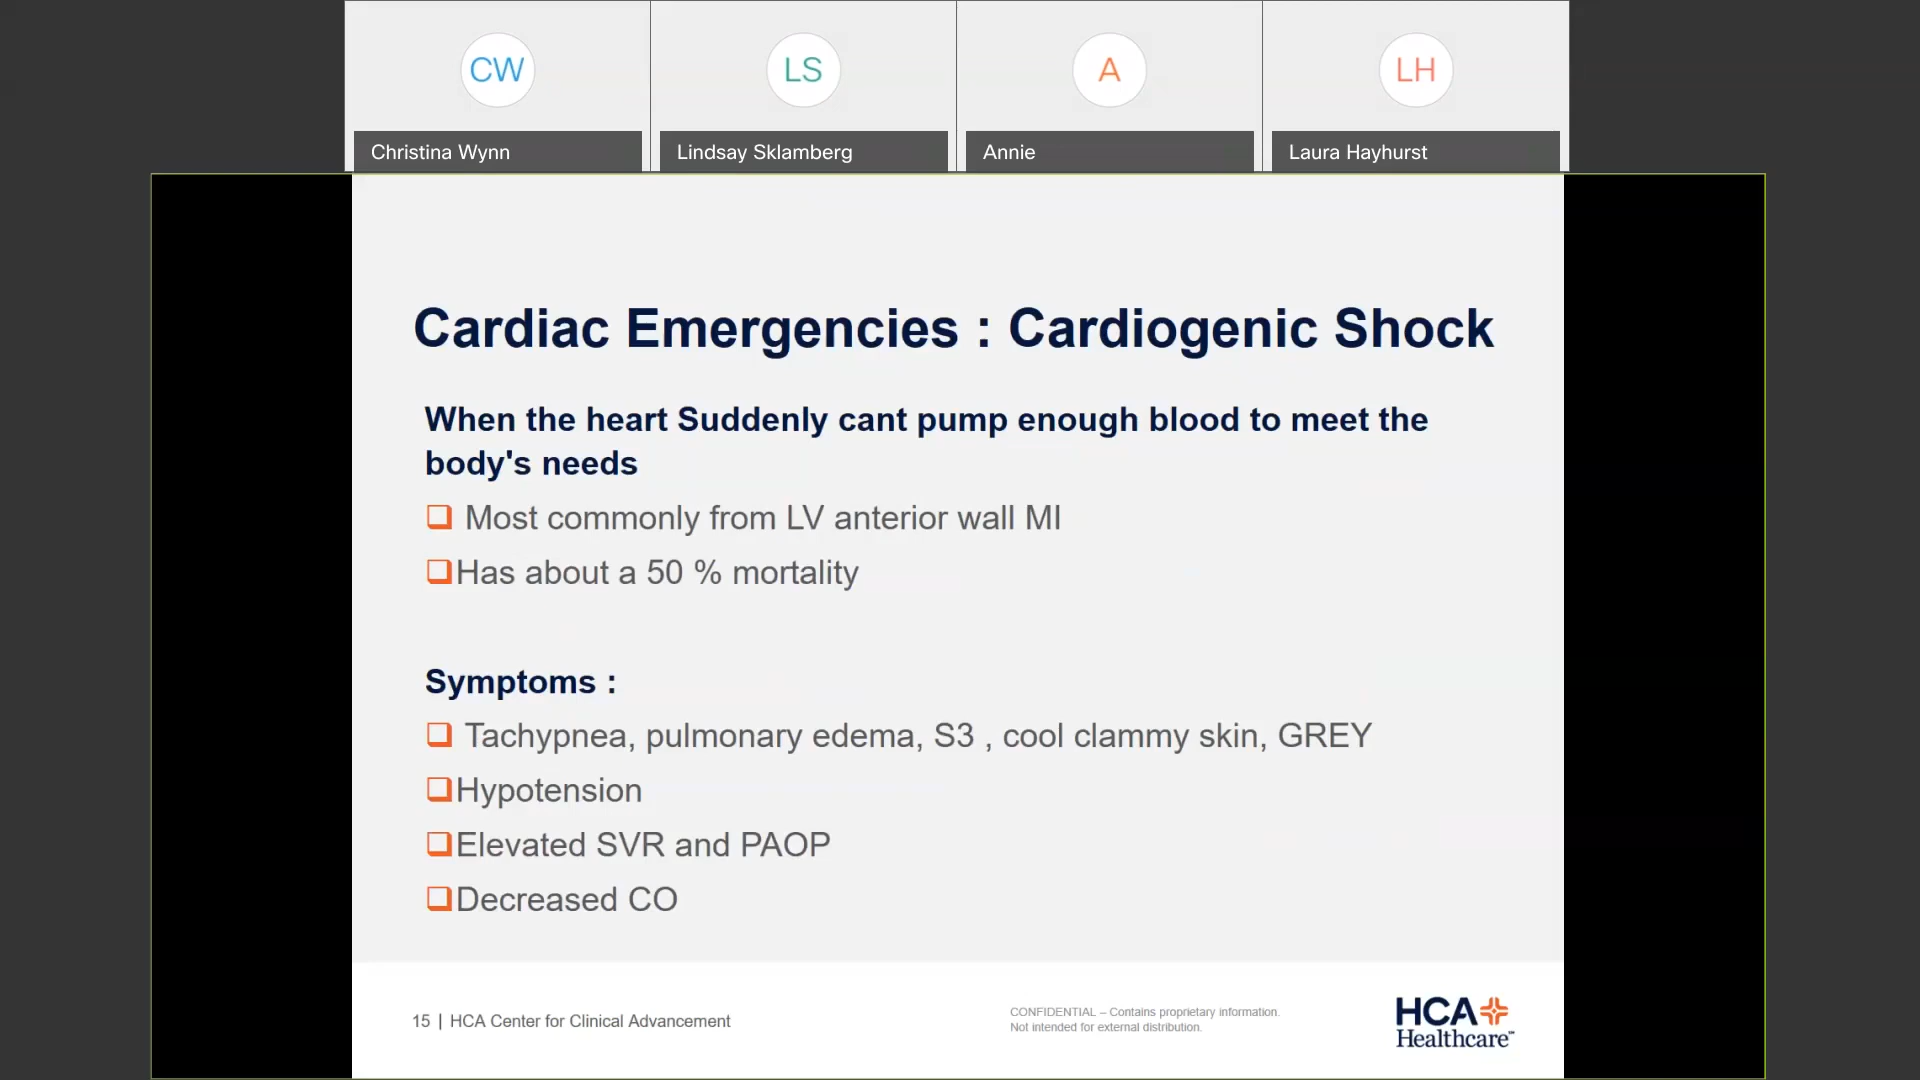 CW
LS
A
LH
Christina Wynn
Lindsay Sklamberg
Annie
Laura Hayhurst
Cardiac Emergencies : Cardiogenic Shock
When the heart Suddenly cant pump enough blood to meet the
body's needs
Most commonly from LV anterior wall MI
Has about a 50 % mortality
Symptoms :
Tachypnea, pulmonary edema, S3 , cool clammy skin, GREY
Hypotension
Elevated SVR and PAOP
Decreased CO
15 | HCA Center for Clinical Advancement
CONFIDENTIAL – Contains proprietary information.
Not intended for external distribution.
HCA
Healthcare™